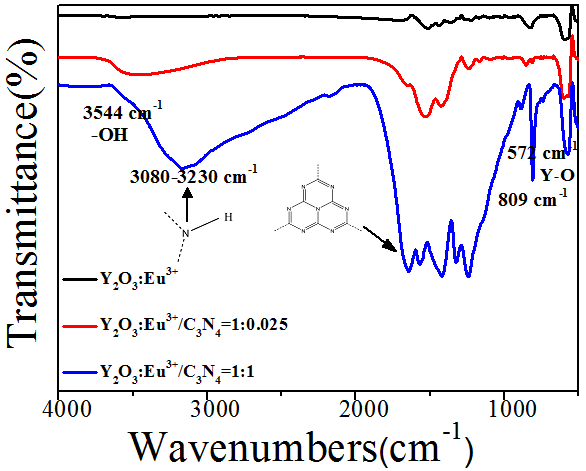 Transmittance(%)
3544 cm⁻¹
-OH
3080-3230 cm⁻¹
N
H
N N N
N N N N
572 cm⁻¹
Y-O
809 cm⁻¹
Y₂O₃:Eu³⁺
Y₂O₃:Eu³⁺/C₃N₄=1:0.025
Y₂O₃:Eu³⁺/C₃N₄=1:1
4000 3000 2000 1000
Wavenumbers(cm⁻¹)